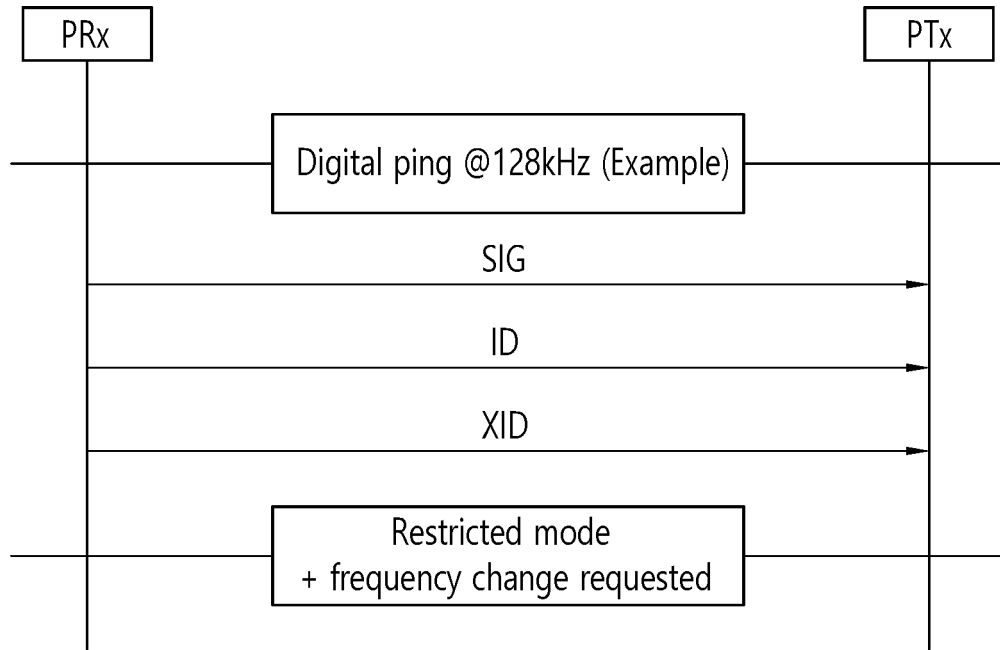 PRx
PTx
Digital ping @128kHz (Example)
SIG
ID
XID
Restricted mode
+ frequency change requested